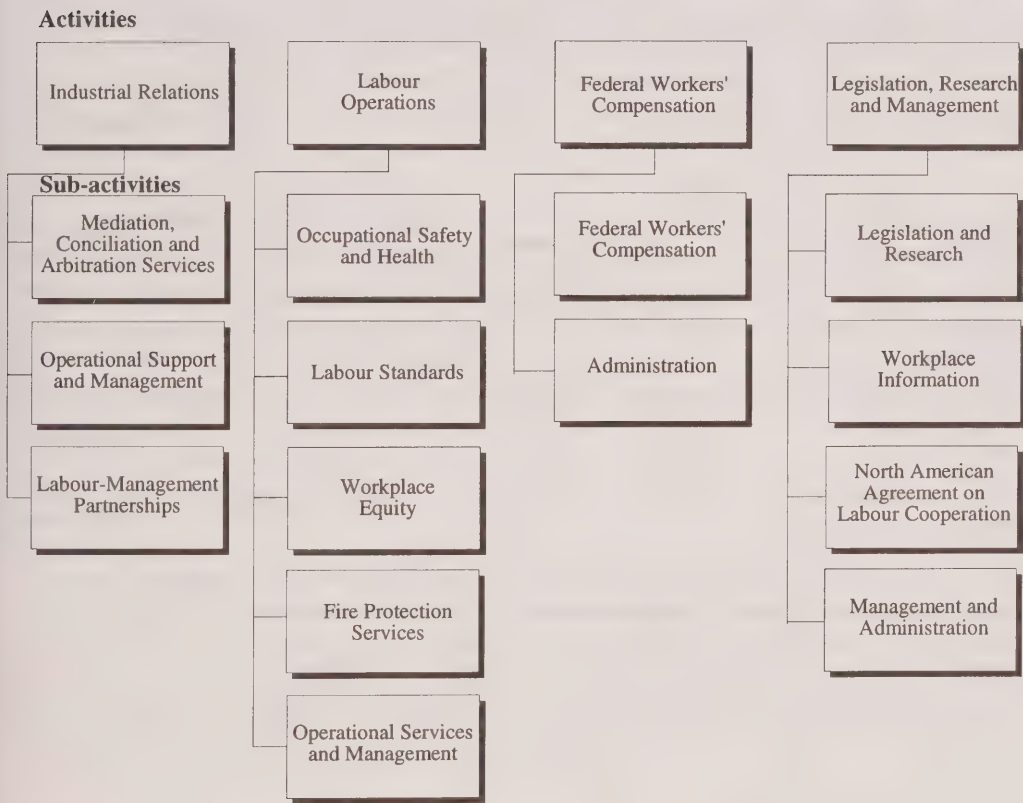 Activities
Industrial Relations
Labour
Operations
Federal Workers'
Compensation
Legislation, Research
and Management
Sub-activities
Mediation,
Conciliation and
Arbitration Services
Operational Support
and Management
Labour-Management
Partnerships
Occupational Safety
and Health
Labour Standards
Workplace
Equity
Fire Protection
Services
Operational Services
and Management
Federal Workers'
Compensation
Administration
Legislation and
Research
Workplace
Information
North American
Agreement on
Labour Cooperation
Management and
Administration